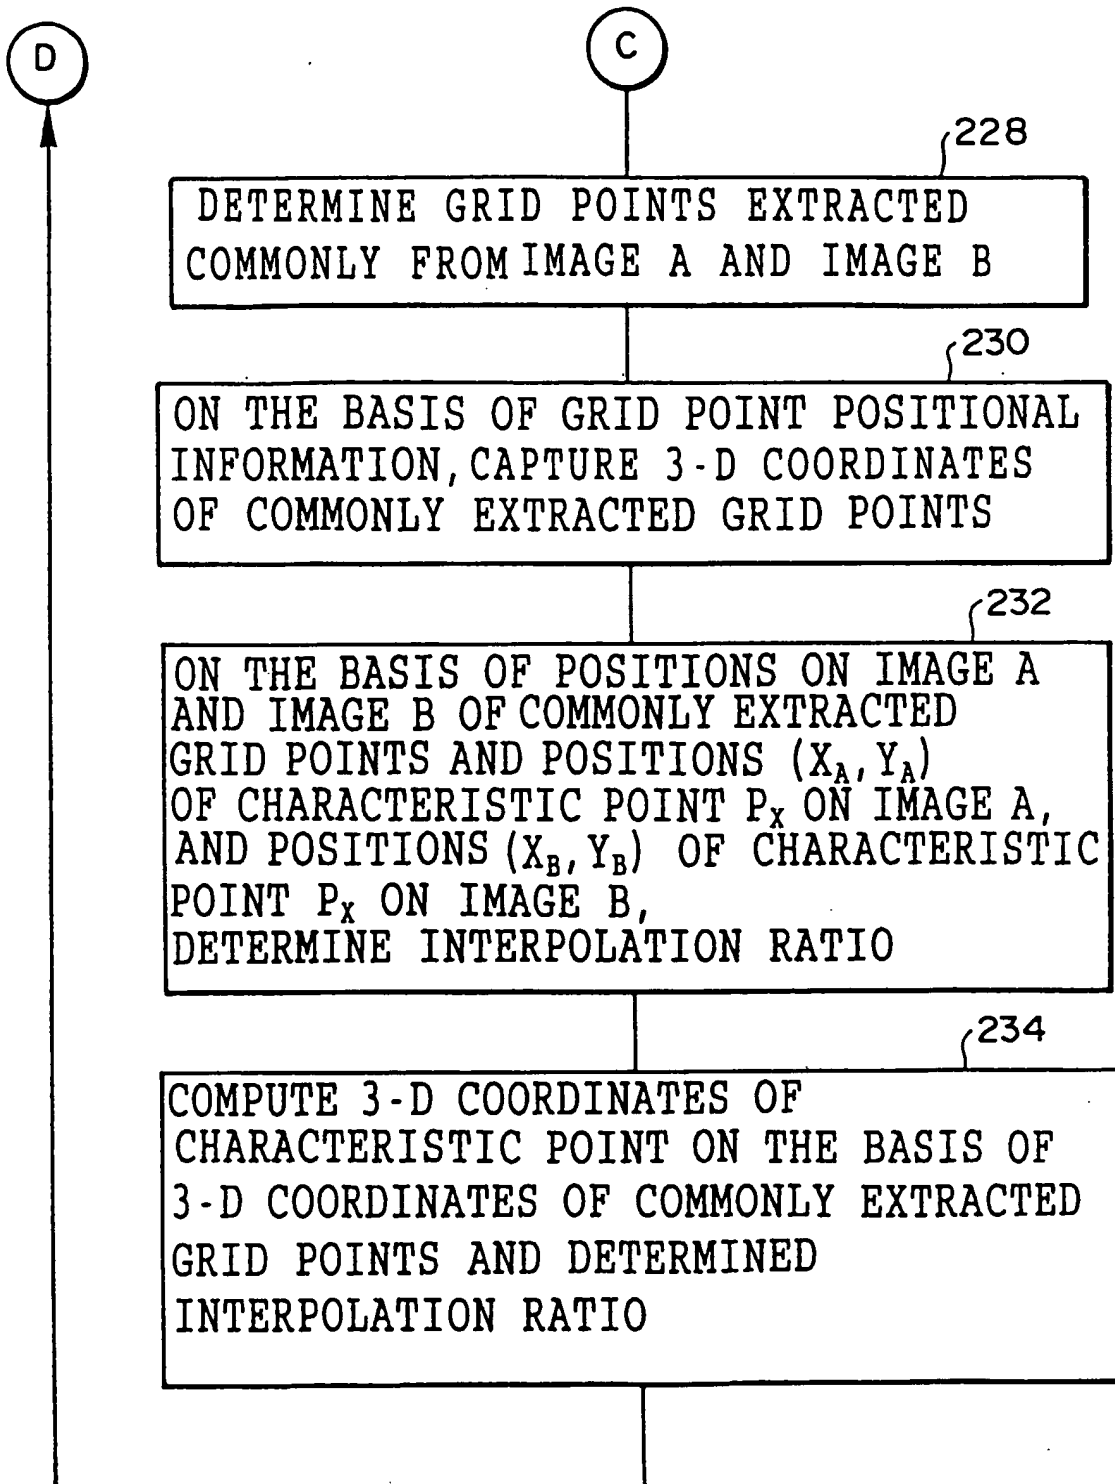 D
C
228
DETERMINE GRID POINTS EXTRACTED
COMMONLY FROM IMAGE A AND IMAGE B
230
ON THE BASIS OF GRID POINT POSITIONAL
INFORMATION, CAPTURE 3-D COORDINATES
OF COMMONLY EXTRACTED GRID POINTS
232
ON THE BASIS OF POSITIONS ON IMAGE A
AND IMAGE B OF COMMONLY EXTRACTED
GRID POINTS AND POSITIONS (XA, YA)
OF CHARACTERISTIC POINT PX ON IMAGE A,
AND POSITIONS (XB, YB) OF CHARACTERISTIC
POINT PX ON IMAGE B,
DETERMINE INTERPOLATION RATIO
234
COMPUTE 3-D COORDINATES OF
CHARACTERISTIC POINT ON THE BASIS OF
3-D COORDINATES OF COMMONLY EXTRACTED
GRID POINTS AND DETERMINED
INTERPOLATION RATIO